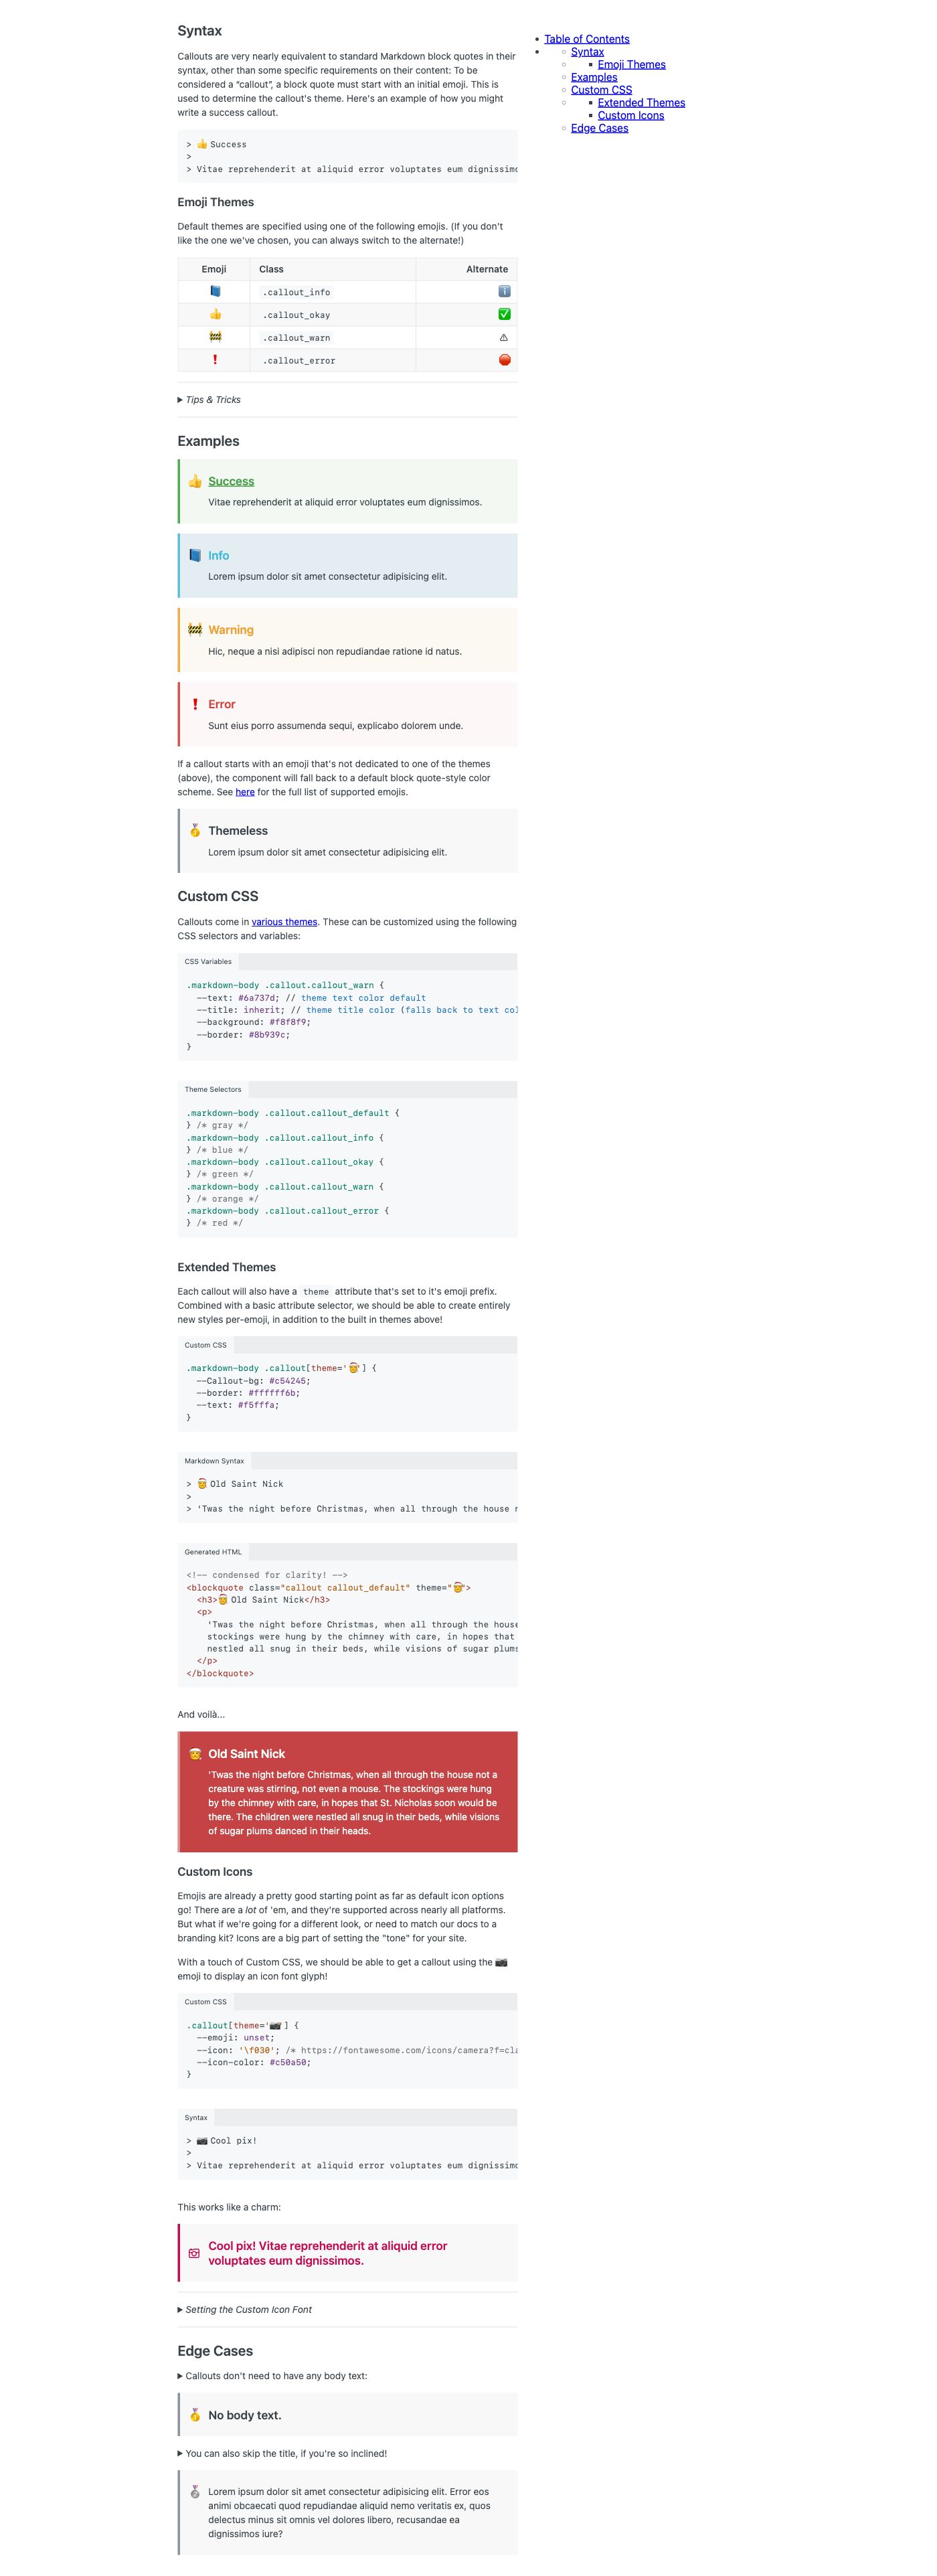 Syntax
Callouts are very nearly equivalent to standard Markdown block quotes in their
syntax, other than some specific requirements on their content: To be
considered a “callout”, a block quote must start with an initial emoji. This is
used to determine the callout's theme. Here's an example of how you might
write a success callout.
> 👍 Success
>
> Vitae reprehenderit at aliquid error voluptates eum dignissimo
Emoji Themes
Default themes are specified using one of the following emojis. (If you don't
like the one we've chosen, you can always switch to the alternate!)
Emoji Class Alternate
📘 .callout_info ℹ️
👍 .callout_okay ✅
🚧 .callout_warn ⚠
❗ .callout_error 🛑
▶ Tips & Tricks
Examples
👍 Success
Vitae reprehenderit at aliquid error voluptates eum dignissimos.
📘 Info
Lorem ipsum dolor sit amet consectetur adipisicing elit.
🚧 Warning
Hic, neque a nisi adipisci non repudiandae ratione id natus.
❗ Error
Sunt eius porro assumenda sequi, explicabo dolorem unde.
If a callout starts with an emoji that's not dedicated to one of the themes
(above), the component will fall back to a default block quote-style color
scheme. See here for the full list of supported emojis.
🥇 Themeless
Lorem ipsum dolor sit amet consectetur adipisicing elit.
Custom CSS
Callouts come in various themes. These can be customized using the following
CSS selectors and variables:
CSS Variables
.markdown-body .callout.callout_warn {
--text: #6a737d; // theme text color default
--title: inherit; // theme title color (falls back to text col
--background: #f8f8f9;
--border: #8b939c;
}
Theme Selectors
.markdown-body .callout.callout_default {
} /* gray */
.markdown-body .callout.callout_info {
} /* blue */
.markdown-body .callout.callout_okay {
} /* green */
.markdown-body .callout.callout_warn {
} /* orange */
.markdown-body .callout.callout_error {
} /* red */
Extended Themes
Each callout will also have a theme attribute that's set to it's emoji prefix.
Combined with a basic attribute selector, we should be able to create entirely
new styles per-emoji, in addition to the built in themes above!
Custom CSS
.markdown-body .callout[theme='🎅'] {
--Callout-bg: #c54245;
--border: #ffffff6b;
--text: #f5fffa;
}
Markdown Syntax
> 🎅 Old Saint Nick
>
> 'Twas the night before Christmas, when all through the house n
Generated HTML
<!-- condensed for clarity! -->
<blockquote class="callout callout_default" theme="🎅">
<h3>🎅 Old Saint Nick</h3>
<p>
'Twas the night before Christmas, when all through the house
stockings were hung by the chimney with care, in hopes that
nestled all snug in their beds, while visions of sugar plums
</p>
</blockquote>
And voilà...
🎅 Old Saint Nick
'Twas the night before Christmas, when all through the house not a
creature was stirring, not even a mouse. The stockings were hung
by the chimney with care, in hopes that St. Nicholas soon would be
there. The children were nestled all snug in their beds, while visions
of sugar plums danced in their heads.
Custom Icons
Emojis are already a pretty good starting point as far as default icon options
go! There are a lot of 'em, and they're supported across nearly all platforms.
But what if we're going for a different look, or need to match our docs to a
branding kit? Icons are a big part of setting the "tone" for your site.
With a touch of Custom CSS, we should be able to get a callout using the 📷
emoji to display an icon font glyph!
Custom CSS
.callout[theme='📷'] {
--emoji: unset;
--icon: '\f030'; /* https://fontawesome.com/icons/camera?f=cla
--icon-color: #c50a50;
}
Syntax
> 📷 Cool pix!
>
> Vitae reprehenderit at aliquid error voluptates eum dignissimo
This works like a charm:
Cool pix! Vitae reprehenderit at aliquid error
voluptates eum dignissimos.
▶ Setting the Custom Icon Font
Edge Cases
▶ Callouts don't need to have any body text:
🥇 No body text.
▶ You can also skip the title, if you're so inclined!
🥈 Lorem ipsum dolor sit amet consectetur adipisicing elit. Error eos
animi obcaecati quod repudiandae aliquid nemo veritatis ex, quos
delectus minus sit omnis vel dolores libero, recusandae ea
dignissimos iure?
Table of Contents
Syntax
Emoji Themes
Examples
Custom CSS
Extended Themes
Custom Icons
Edge Cases